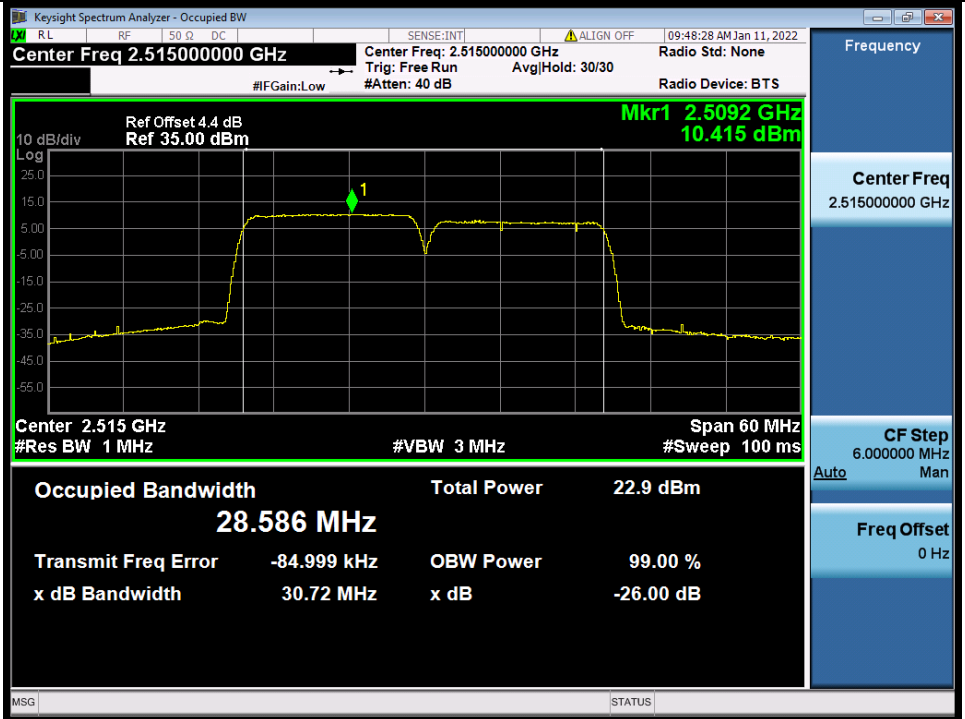 Keysight Spectrum Analyzer - Occupied BW
LXI RL RF 50 Ω DC SENSE:INT ALIGN OFF 09:48:28 AM Jan 11, 2022
Center Freq 2.515000000 GHz
Center Freq: 2.515000000 GHz Radio Std: None
Trig: Free Run Avg|Hold: 30/30
#IFGain:Low #Atten: 40 dB Radio Device: BTS
Frequency
Mkr1 2.5092 GHz
10.415 dBm
Ref Offset 4.4 dB
10 dB/div Ref 35.00 dBm
Log
25.0
15.0
5.00
-5.00
-15.0
-25.0
-35.0
-45.0
-55.0
1
Center 2.515 GHz Span 60 MHz
#Res BW 1 MHz #VBW 3 MHz #Sweep 100 ms
Occupied Bandwidth Total Power 22.9 dBm
28.586 MHz
Transmit Freq Error -84.999 kHz OBW Power 99.00 %
x dB Bandwidth 30.72 MHz x dB -26.00 dB
Center Freq
2.515000000 GHz
CF Step
6.000000 MHz
Auto Man
Freq Offset
0 Hz
MSG STATUS